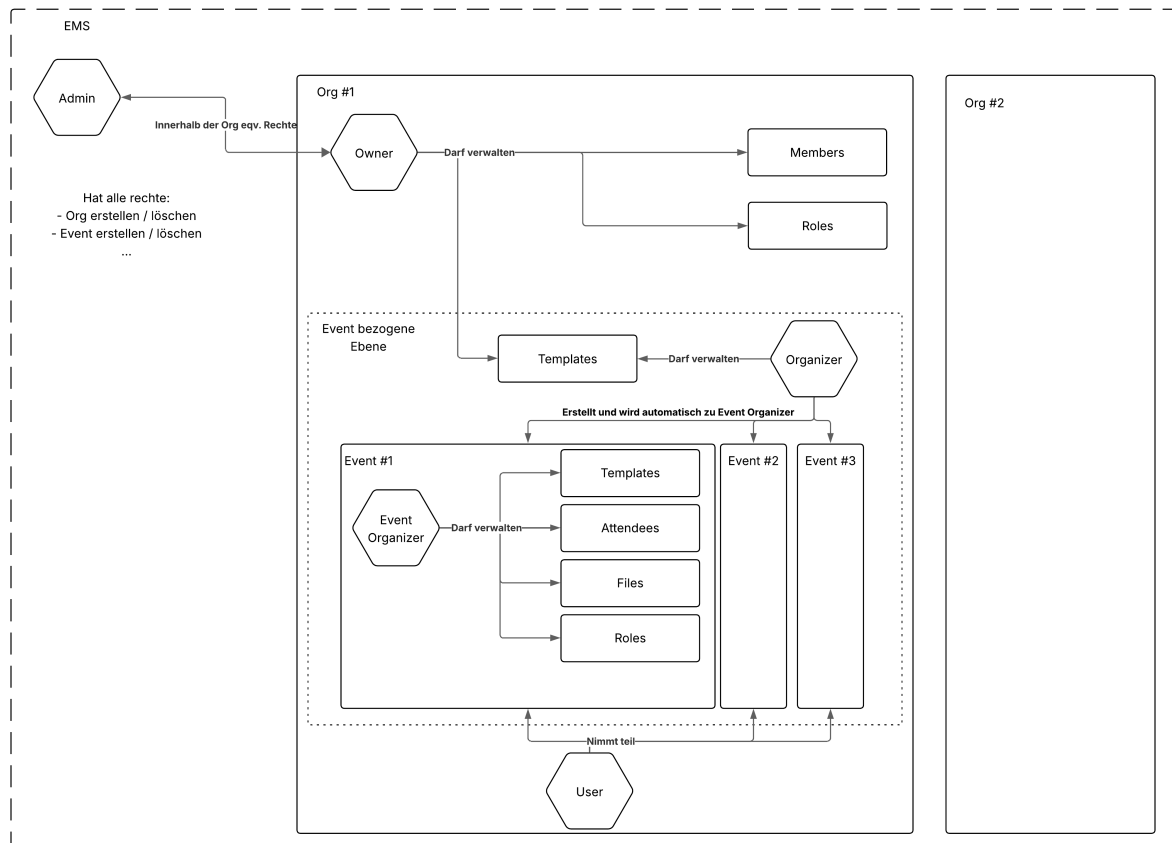 EMS
Admin
Innerhalb der Org eqv. Rechte
Hat alle rechte:
- Org erstellen / löschen
- Event erstellen / löschen
...
Org #1
Owner
Darf verwalten
Members
Roles
Event bezogene
Ebene
Templates
Darf verwalten
Organizer
Erstellt und wird automatisch zu Event Organizer
Event #1
Event
Organizer
Darf verwalten
Templates
Attendees
Files
Roles
Event #2
Event #3
Nimmt teil
User
Org #2